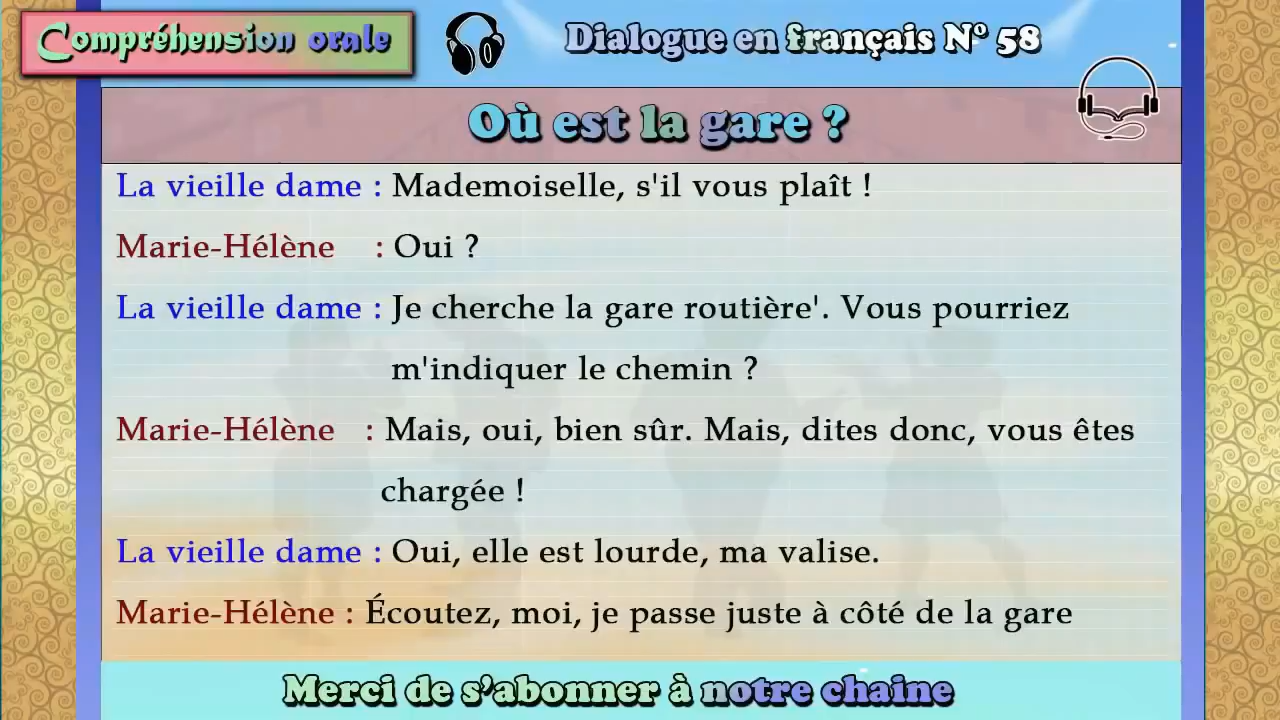 Compréhension orale
Dialogue en français N° 58
Où est la gare ?
La vieille dame : Mademoiselle, s'il vous plaît !
Marie-Hélène : Oui ?
La vieille dame : Je cherche la gare routière'. Vous pourriez
m'indiquer le chemin ?
Marie-Hélène : Mais, oui, bien sûr. Mais, dites donc, vous êtes
chargée !
La vieille dame : Oui, elle est lourde, ma valise.
Marie-Hélène : Écoutez, moi, je passe juste à côté de la gare
Merci de s'abonner à notre chaine